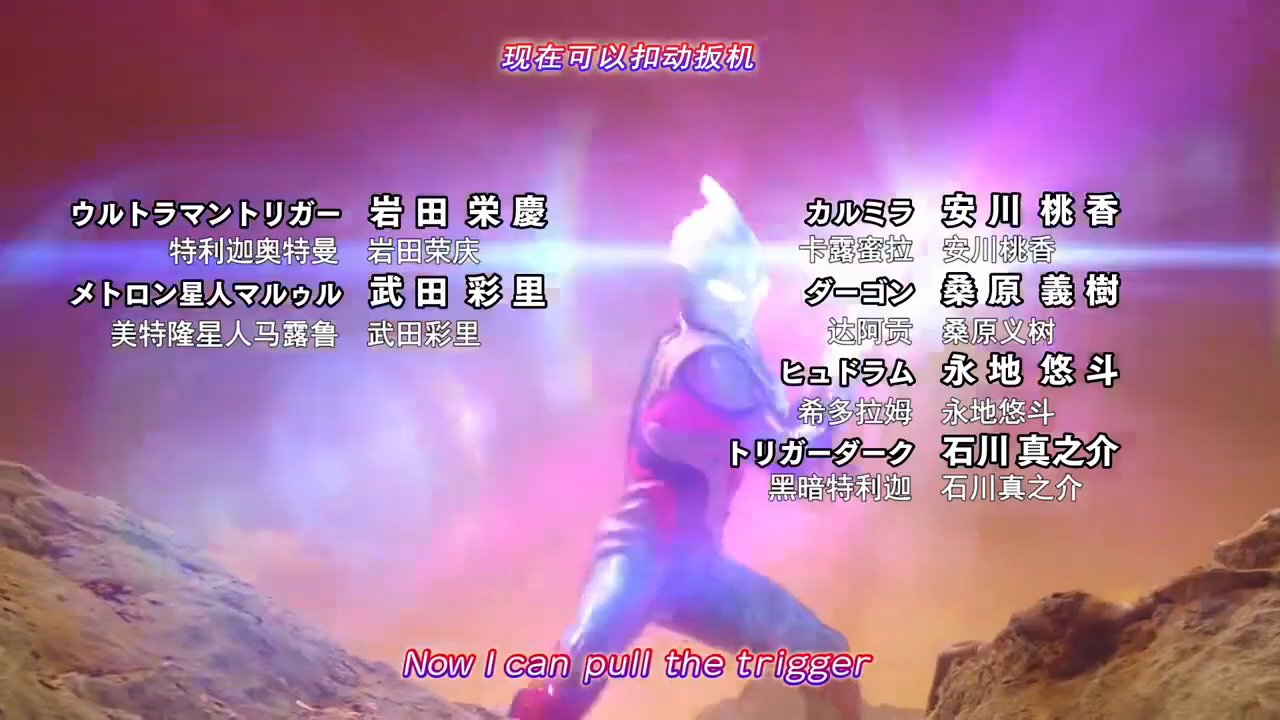 现在可以扣动扳机
ウルトラマントリガー 岩田 栄慶
特利迦奥特曼 岩田荣庆
メトロン星人マルゥル 武田 彩里
美特隆星人马露鲁 武田彩里
カルミラ 安川 桃香
卡露蜜拉 安川桃香
ダーゴン 桑原 義樹
达阿贡 桑原义树
ヒュドラム 永地 悠斗
希多拉姆 永地悠斗
トリガーダーク 石川 真之介
黑暗特利迦 石川真之介
Now I can pull the trigger